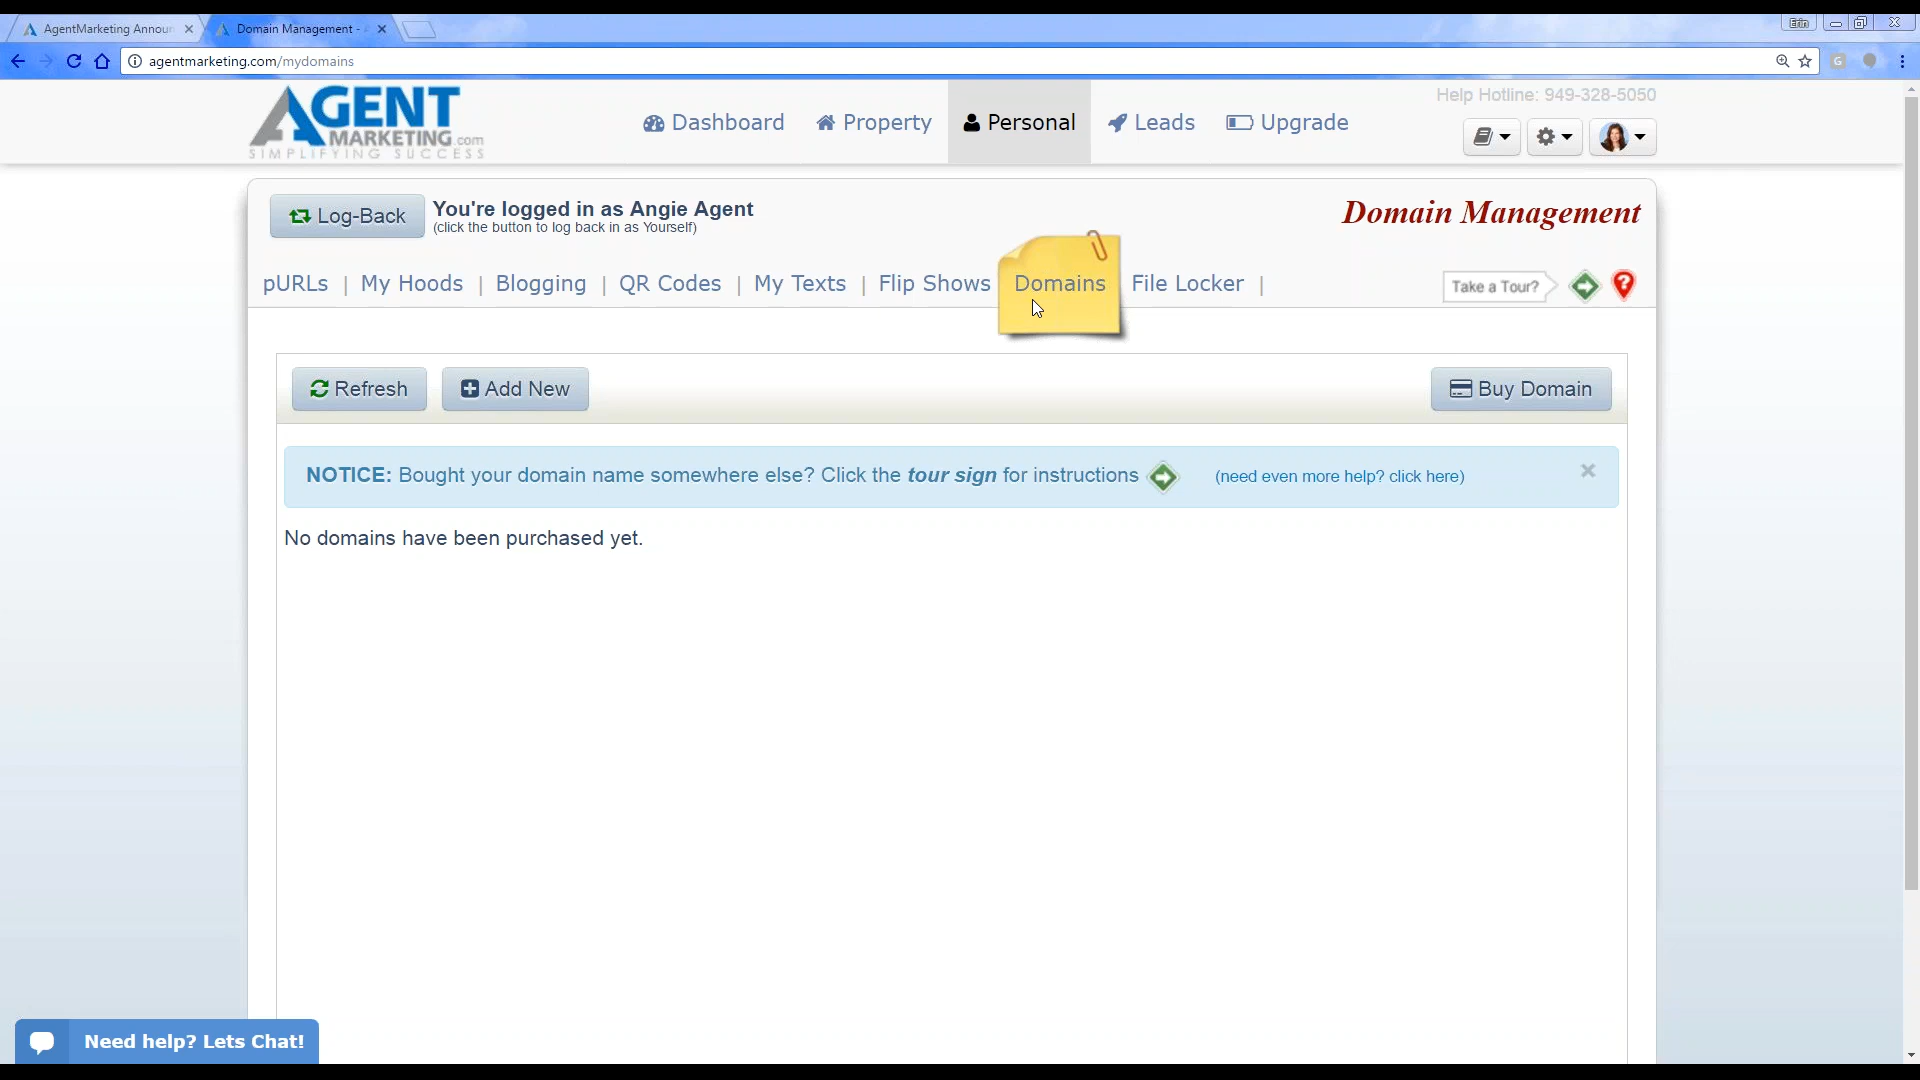 AgentMarketing Announ
Domain Management -
Erin
agentmarketing.com/mydomains
G
AGENT
MARKETING.com
SIMPLIFYING SUCCESS
Dashboard
Property
Personal
Leads
Upgrade
Help Hotline: 949-328-5050
Log-Back
You're logged in as Angie Agent
(click the button to log back in as Yourself)
Domain Management
pURLs | My Hoods | Blogging | QR Codes | My Texts | Flip Shows Domains File Locker |
Take a Tour?
?
Refresh
Add New
Buy Domain
NOTICE: Bought your domain name somewhere else? Click the tour sign for instructions (need even more help? click here)
No domains have been purchased yet.
Need help? Lets Chat!